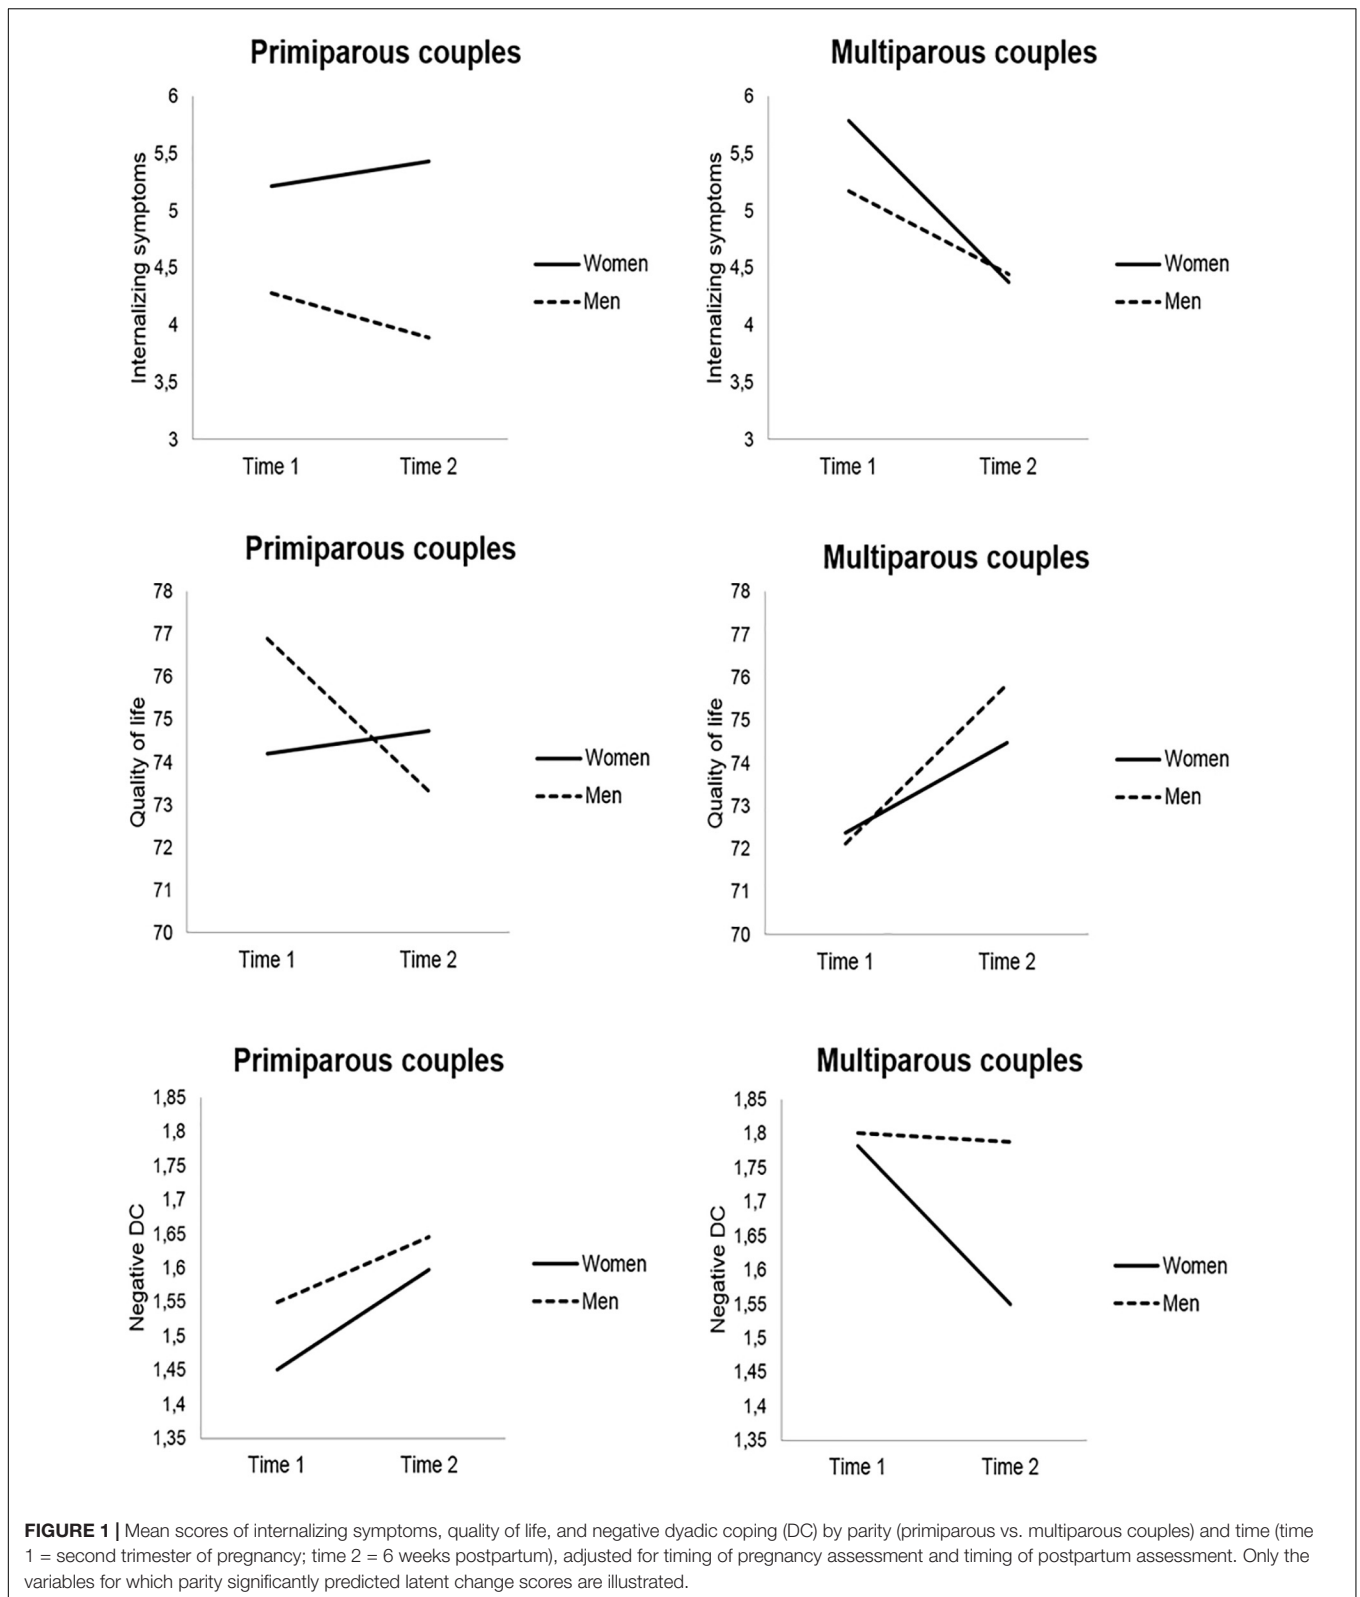 Primiparous couples
Internalizing symptoms
6
5,5
5
4,5
4
3,5
3
Time 1 Time 2
Women
Men
Multiparous couples
Internalizing symptoms
6
5,5
5
4,5
4
3,5
3
Time 1 Time 2
Women
Men
Primiparous couples
Quality of life
78
77
76
75
74
73
72
71
70
Time 1 Time 2
Women
Men
Multiparous couples
Quality of life
78
77
76
75
74
73
72
71
70
Time 1 Time 2
Women
Men
Primiparous couples
Negative DC
1,85
1,8
1,75
1,7
1,65
1,6
1,55
1,5
1,45
1,4
1,35
Time 1 Time 2
Women
Men
Multiparous couples
Negative DC
1,85
1,8
1,75
1,7
1,65
1,6
1,55
1,5
1,45
1,4
1,35
Time 1 Time 2
Women
Men
FIGURE 1 | Mean scores of internalizing symptoms, quality of life, and negative dyadic coping (DC) by parity (primiparous vs. multiparous couples) and time (time
1 = second trimester of pregnancy; time 2 = 6 weeks postpartum), adjusted for timing of pregnancy assessment and timing of postpartum assessment. Only the
variables for which parity significantly predicted latent change scores are illustrated.